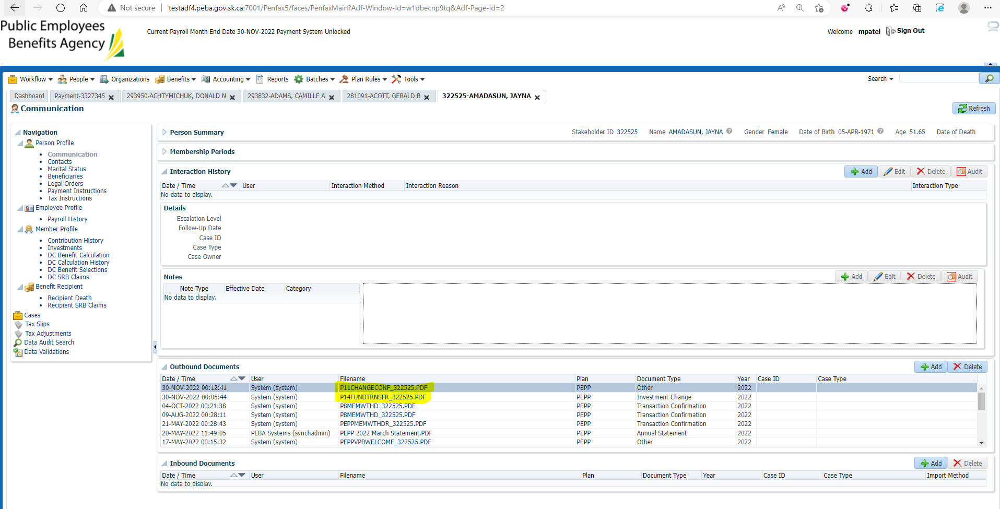 Not secure | testadf4.peba.gov.sk.ca:7001/Penfax5/faces/PenfaxMain?Adf-Window-Id=w1dbecnp9tq&Adf-Page-Id=2
Public Employees
Benefits Agency
Current Payroll Month End Date 30-NOV-2022 Payment System Unlocked
Welcome mpatel Sign Out
Workflow People Organizations Benefits Accounting Reports Batches Plan Rules Tools Search
Dashboard Payment-3327345 293950-ACHTYMICHUK, DONALD N 293832-ADAMS, CAMILLE A 281091-ACOTT, GERALD B 322525-AMADASUN, JAYNA
Communication Refresh
Navigation
Person Profile
Communication
Contacts
Marital Status
Beneficiaries
Legal Orders
Payment Instructions
Tax Instructions
Employee Profile
Payroll History
Member Profile
Contribution History
Investments
DC Benefit Calculation
DC Calculation History
DC Benefit Selections
DC SRB Claims
Benefit Recipient
Recipient Death
Recipient SRB Claims
Cases
Tax Slips
Tax Adjustments
Data Audit Search
Data Validations
Person Summary Stakeholder ID 322525 Name AMADASUN, JAYNA Gender Female Date of Birth 05-APR-1971 Age 51.65 Date of Death
Membership Periods
Interaction History Add Edit Delete Audit
Date / Time User Interaction Method Interaction Reason Interaction Type
No data to display.
Details
Escalation Level
Follow-Up Date
Case ID
Case Type
Case Owner
Notes Add Edit Delete Audit
Note Type Effective Date Category
No data to display.
Outbound Documents Add Delete
Date / Time User Filename Plan Document Type Year Case ID Case Type
30-NOV-2022 00:12:41 System (system) P11CHANGECONF_322525.PDF PEPP Other 2022
30-NOV-2022 00:05:44 System (system) P14FUNDTRNSFR_322525.PDF PEPP Investment Change 2022
04-OCT-2022 00:21:38 System (system) P8MEMWTHD_322525.PDF PEPP Transaction Confirmation 2022
09-AUG-2022 00:28:11 System (system) P8MEMWTHD_322525.PDF PEPP Transaction Confirmation 2022
21-MAY-2022 00:28:43 System (system) PEPPMEMWTHDR_322525.PDF PEPP Transaction Confirmation 2022
20-MAY-2022 11:49:05 PEBA Systems (synchadmin) PEPP 2022 March Statement.PDF PEPP Annual Statement 2022
17-MAY-2022 00:15:32 System (system) PEPPVPBWELCOME_322525.PDF PEPP Other 2022
Inbound Documents Add Delete
Date / Time User Filename Plan Document Type Year Case ID Case Type Import Method
No data to display.